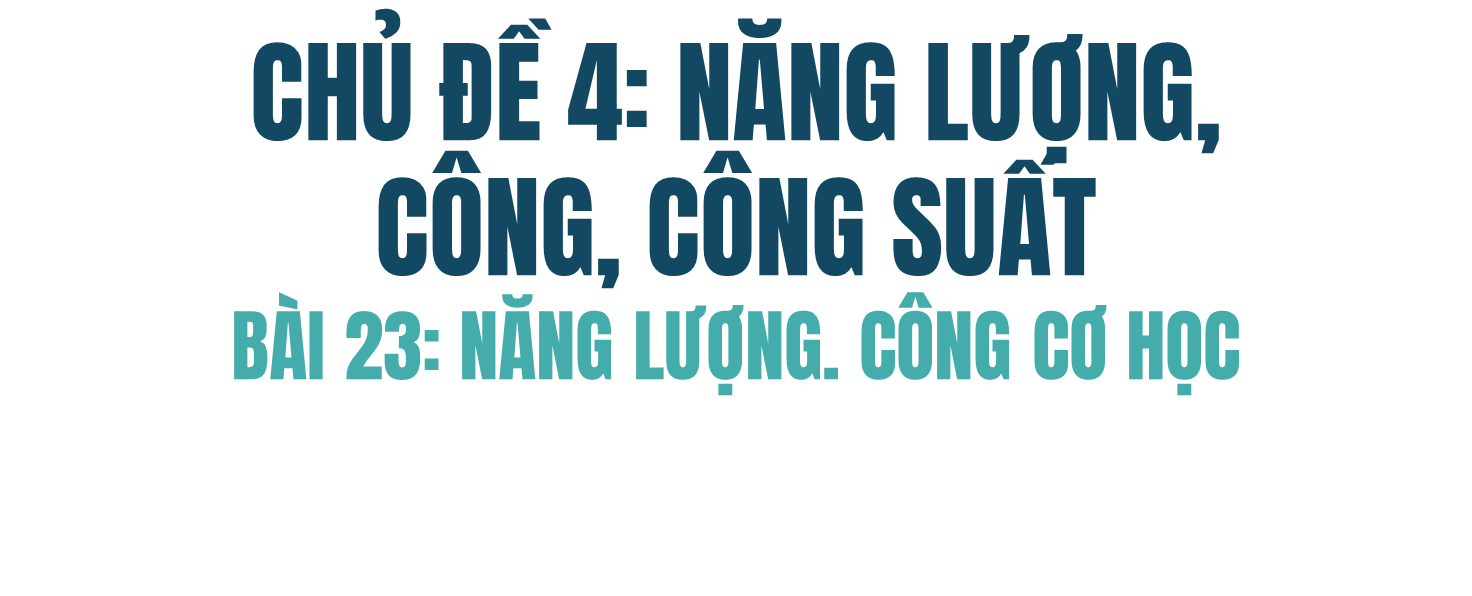 CHỦ ĐỀ 4: NĂNG LƯỢNG,
CÔNG, CÔNG SUẤT
BÀI 23: NĂNG LƯỢNG. CÔNG CƠ HỌC